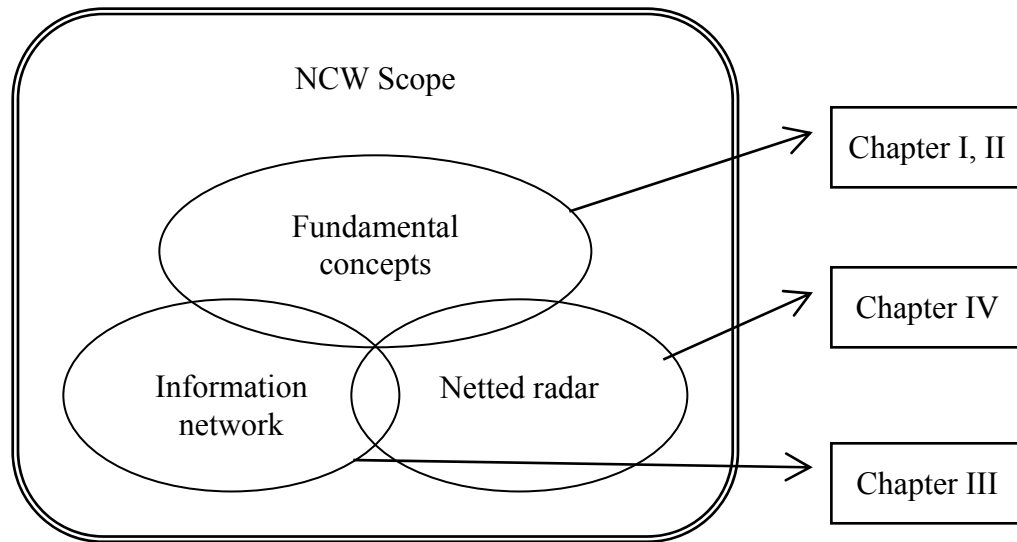 NCW Scope
Chapter I, II
Fundamental
concepts
Chapter IV
Information
network
Netted radar
Chapter III